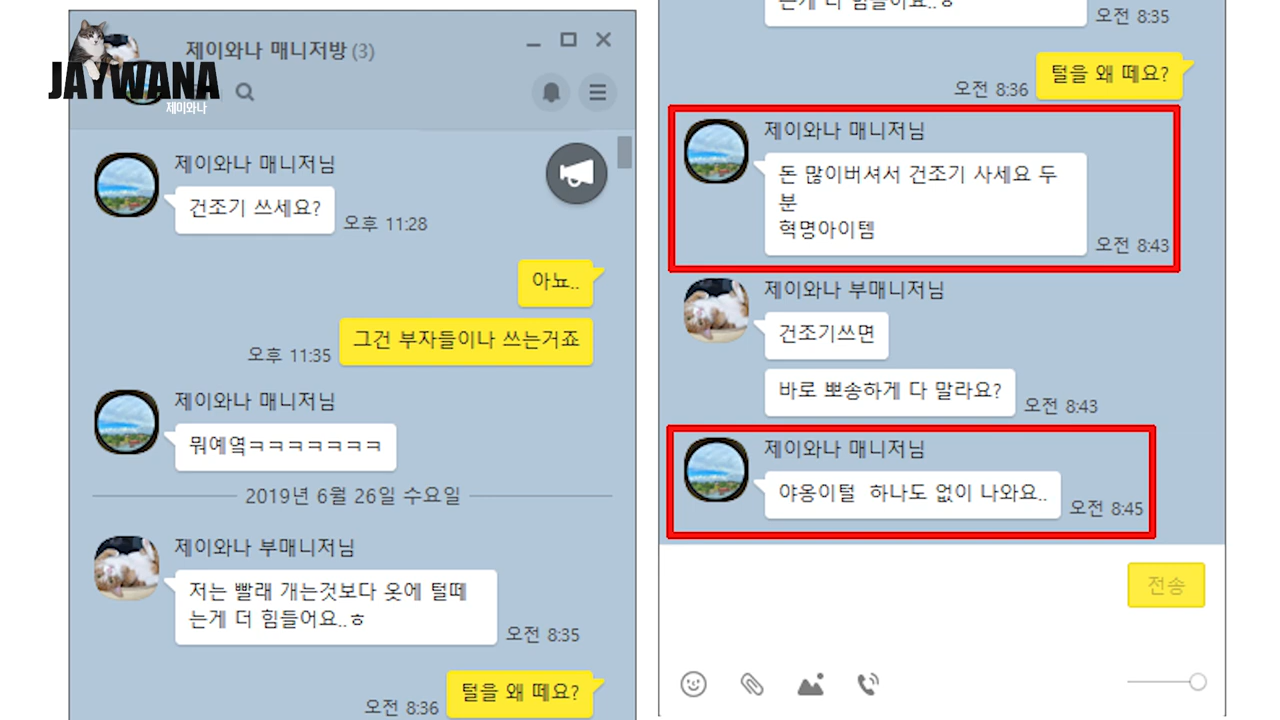 제이와나 매니저방 (3)
JAYWANA
제이와나
제이와나 매니저님
건조기 쓰세요?
오후 11:28
아뇨..
그건 부자들이나 쓰는거죠
오후 11:35
제이와나 매니저님
뭐예옄ㅋㅋㅋㅋㅋㅋㅋ
2019년 6월 26일 수요일
제이와나 부매니저님
저는 빨래 개는것보다 옷에 털떼
는게 더 힘들어요..ㅎ
오전 8:35
털을 왜 떼요?
오전 8:36
는게 더 힘들어요..ㅎ
오전 8:35
털을 왜 떼요?
오전 8:36
제이와나 매니저님
돈 많이버셔서 건조기 사세요 두
분
혁명아이템
오전 8:43
제이와나 부매니저님
건조기쓰면
바로 뽀송하게 다 말라요?
오전 8:43
제이와나 매니저님
야옹이털  하나도 없이 나와요..
오전 8:45
전송